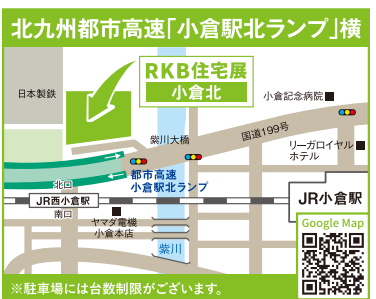 北九州都市高速「小倉駅北ランプ」横
RKB住宅展
小倉北
日本製鉄
小倉記念病院
紫川大橋
国道199号
リーガロイヤル
ホテル
都市高速
小倉駅北ランプ
北口
JR西小倉駅
南口
JR小倉駅
ヤマダ電機
小倉本店
紫川
Google Map
※駐車場には台数制限がございます。